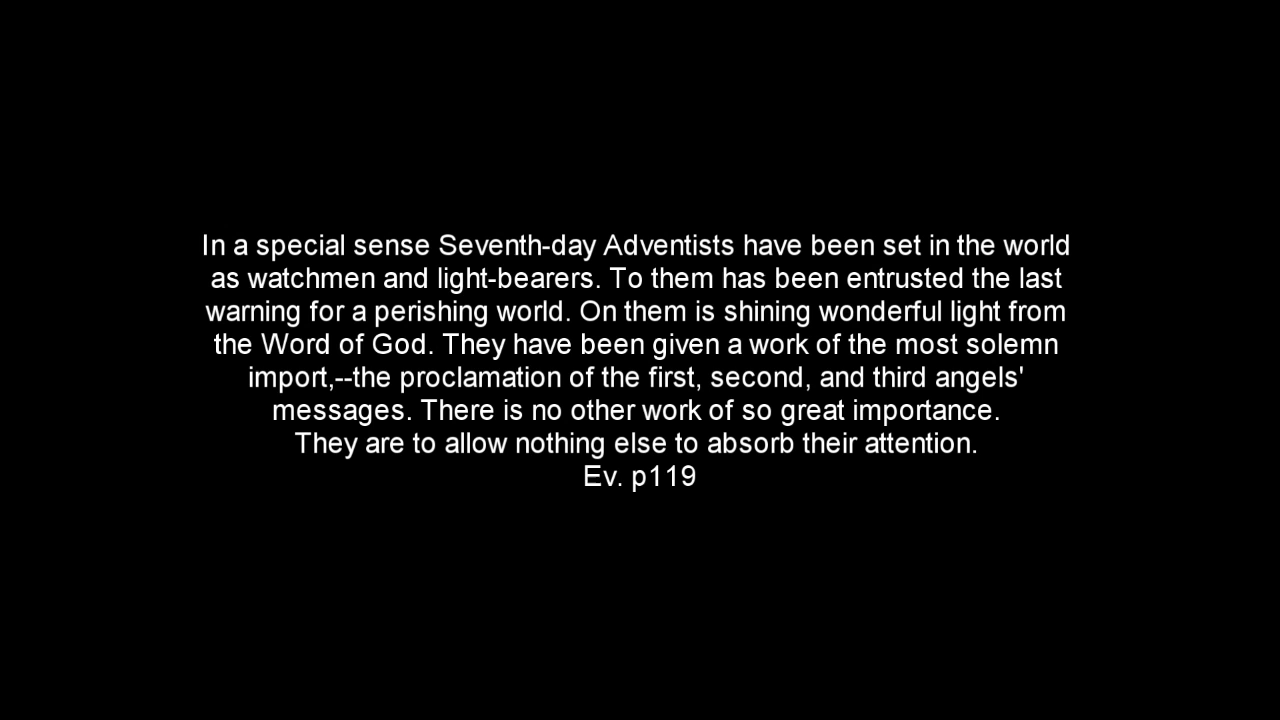 In a special sense Seventh-day Adventists have been set in the world
as watchmen and light-bearers. To them has been entrusted the last
warning for a perishing world. On them is shining wonderful light from
the Word of God. They have been given a work of the most solemn
import,--the proclamation of the first, second, and third angels'
messages. There is no other work of so great importance.
They are to allow nothing else to absorb their attention.
Ev. p119